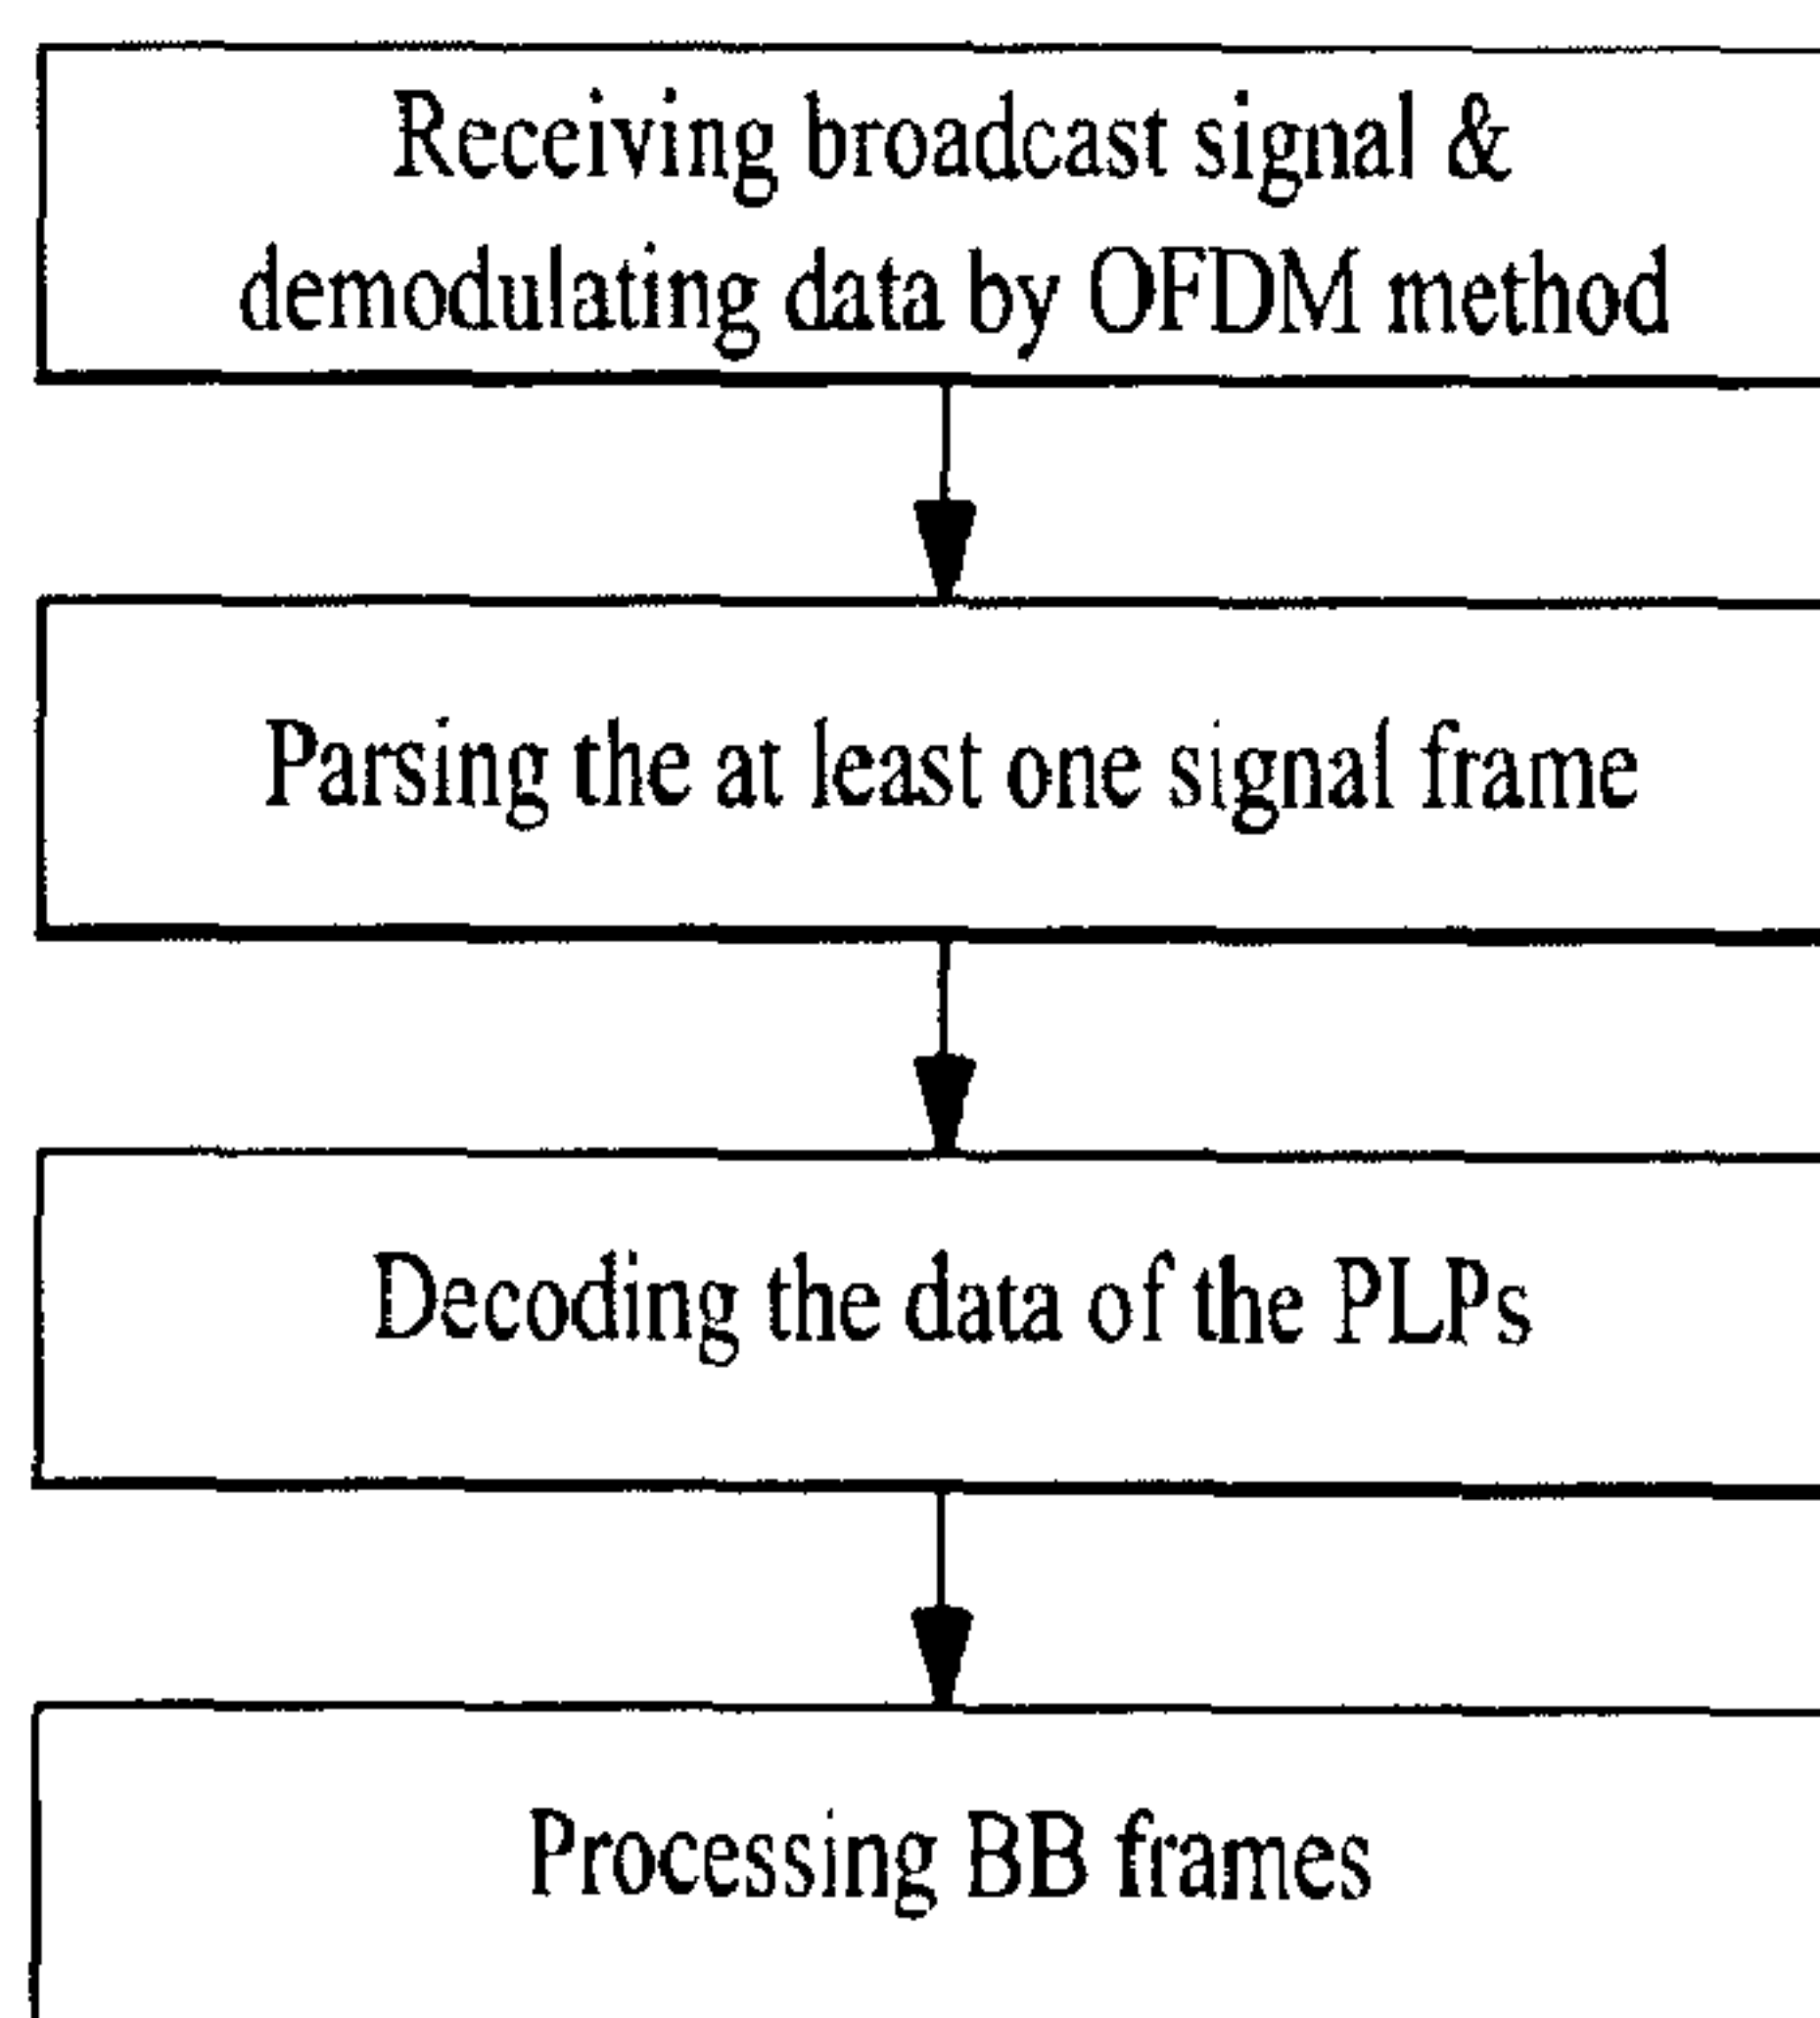 Receiving broadcast signal &
demodulating data by OFDM method
Parsing the at least one signal frame
Decoding the data of the PLPs
Processing BB frames